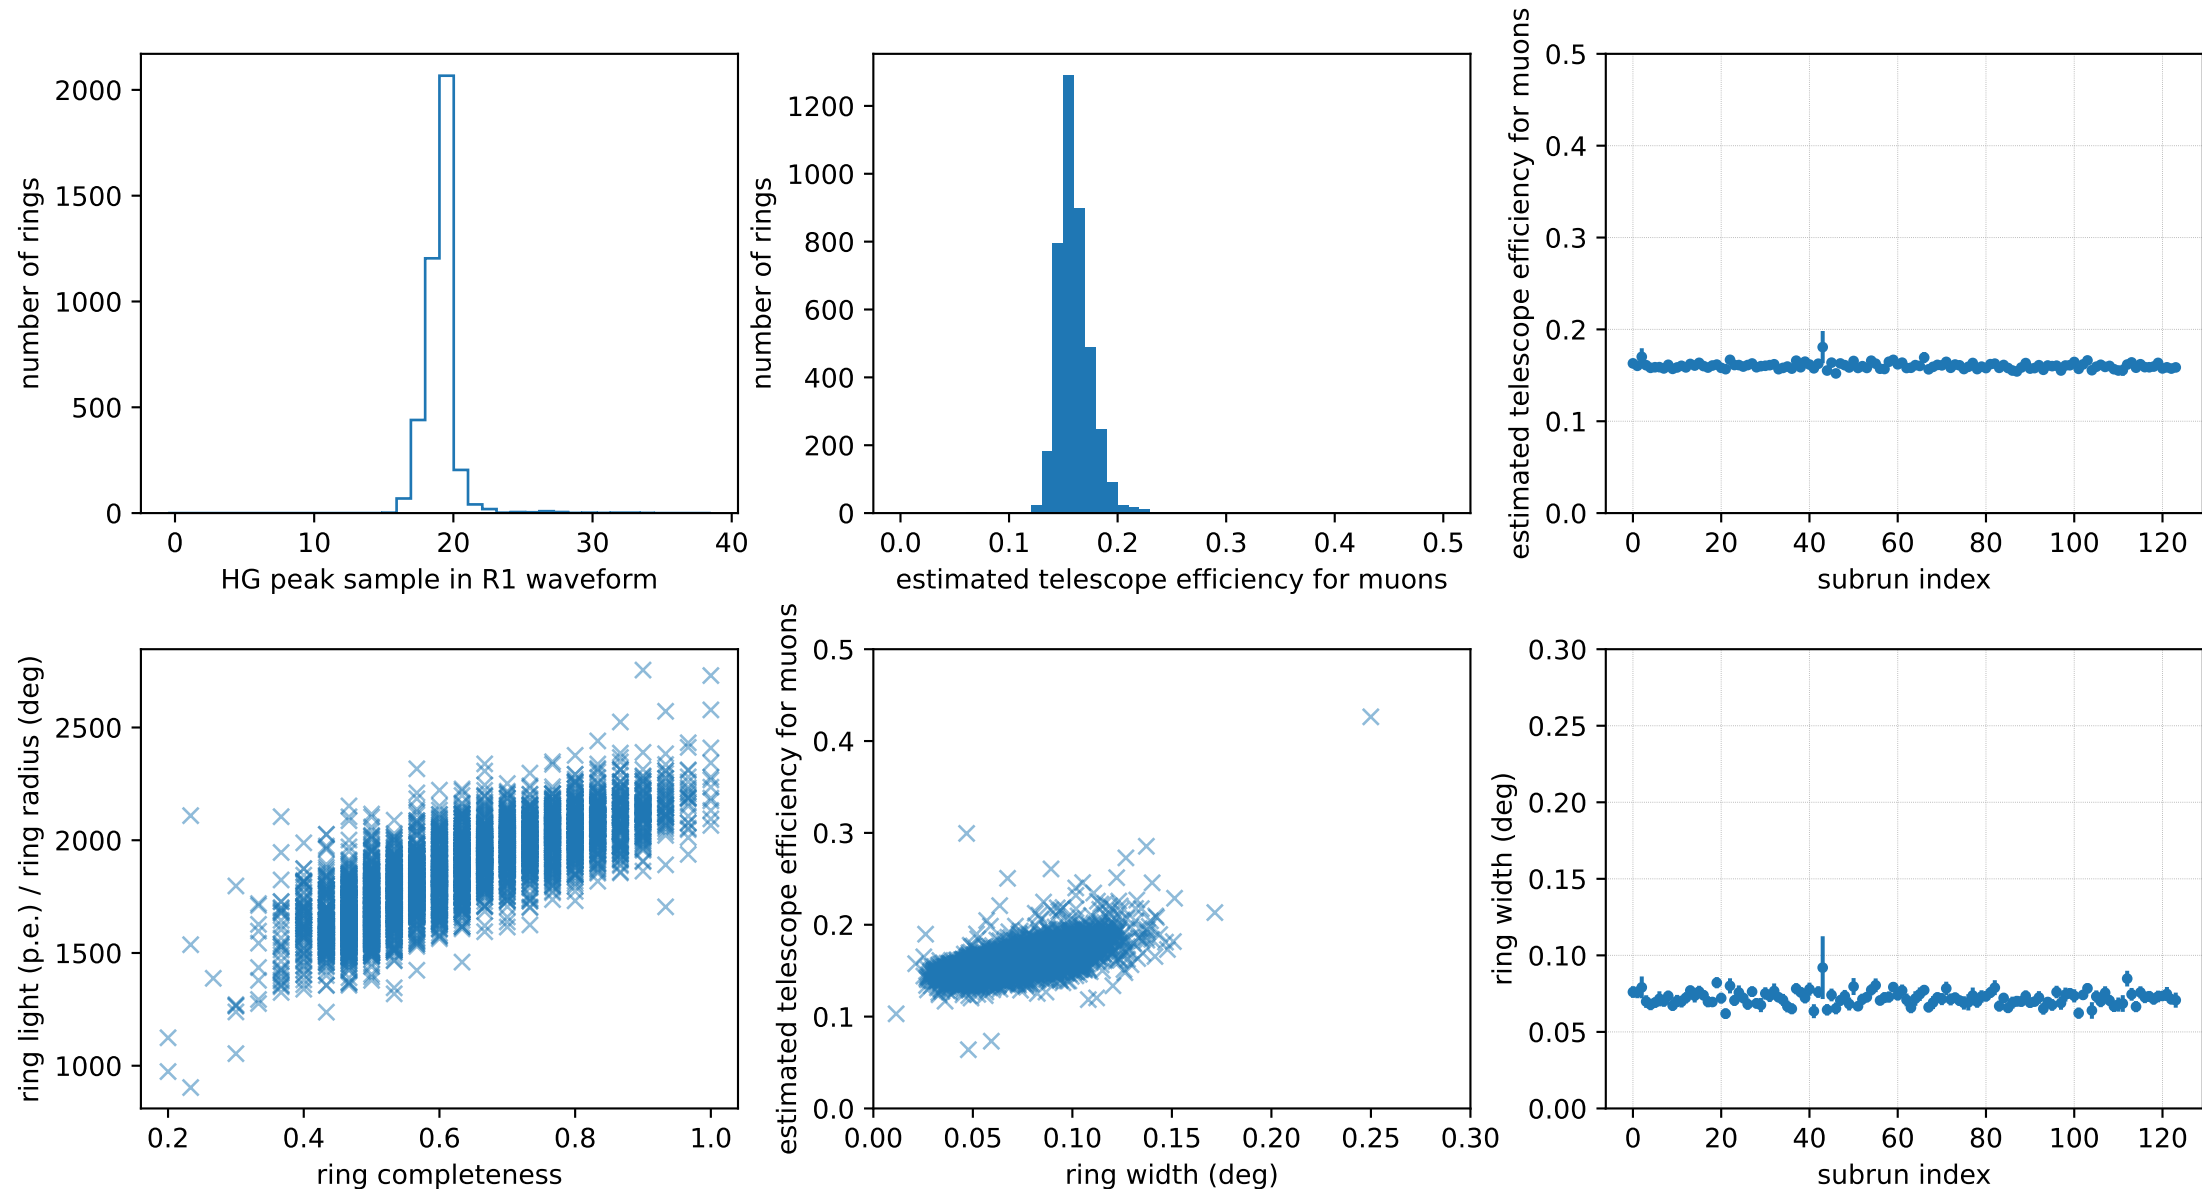 number of rings
2000
1500
1000
500
0
0 10 20 30 40
HG peak sample in R1 waveform
number of rings
1200
1000
800
600
400
200
0
0.0 0.1 0.2 0.3 0.4 0.5
estimated telescope efficiency for muons
estimated telescope efficiency for muons
0.5
0.4
0.3
0.2
0.1
0.0
0 20 40 60 80 100 120
subrun index
ring light (p.e.) / ring radius (deg)
2500
2000
1500
1000
0.2 0.4 0.6 0.8 1.0
ring completeness
estimated telescope efficiency for muons
0.5
0.4
0.3
0.2
0.1
0.0
0.00 0.05 0.10 0.15 0.20 0.25 0.30
ring width (deg)
ring width (deg)
0.30
0.25
0.20
0.15
0.10
0.05
0.00
0 20 40 60 80 100 120
subrun index